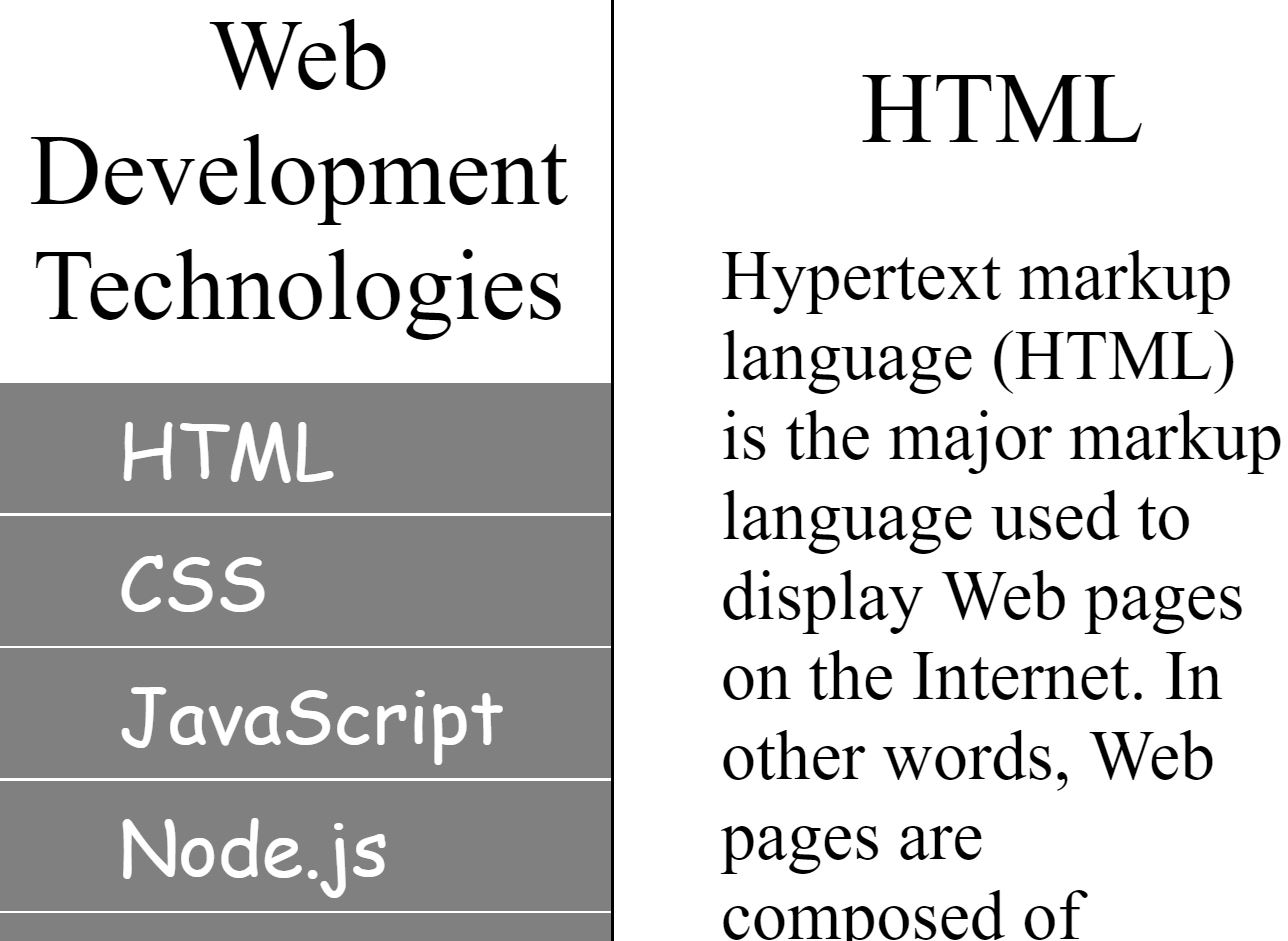 Web
Development
Technologies
HTML
CSS
JavaScript
Node.js
HTML
Hypertext markup
language (HTML)
is the major markup
language used to
display Web pages
on the Internet. In
other words, Web
pages are
composed of